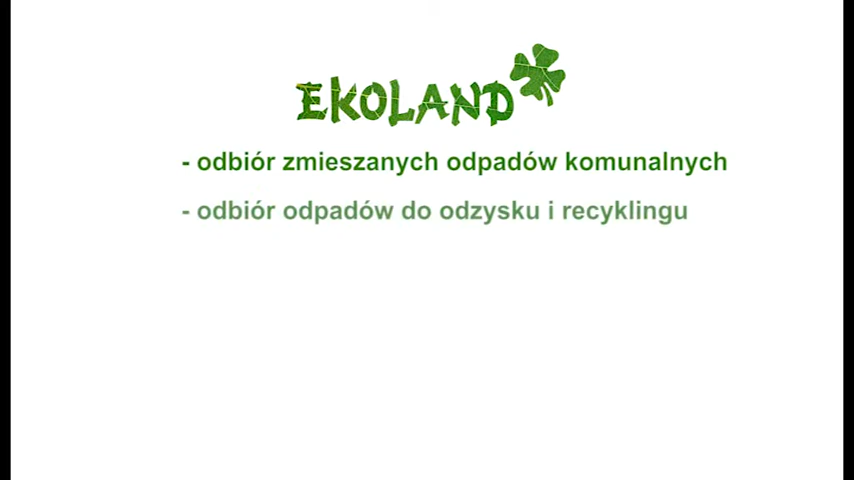 EKOLAND
- odbiór zmieszanych odpadów komunalnych
- odbiór odpadów do odzysku i recyklingu